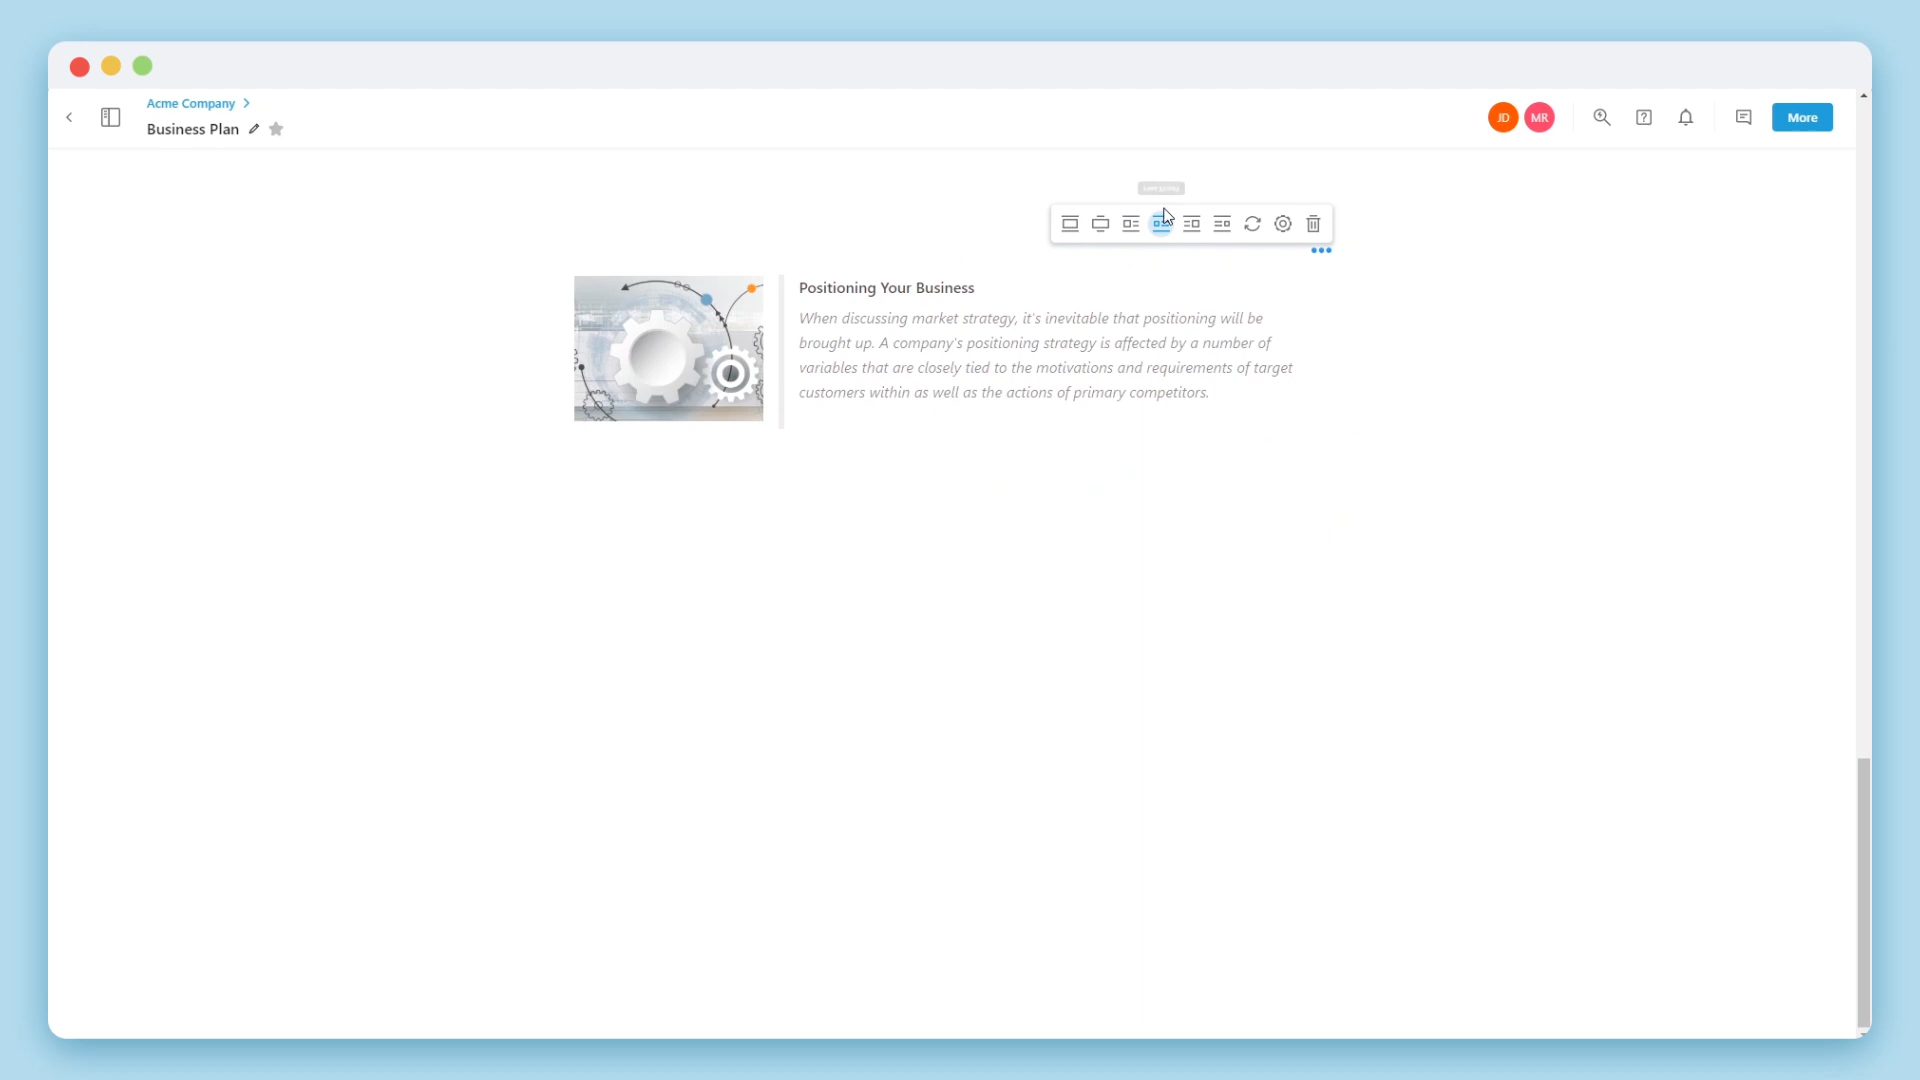 Acme Company
Business Plan
JD
MR
More
Positioning Your Business
When discussing market strategy, it's inevitable that positioning will be
brought up. A company's positioning strategy is affected by a number of
variables that are closely tied to the motivations and requirements of target
customers within as well as the actions of primary competitors.